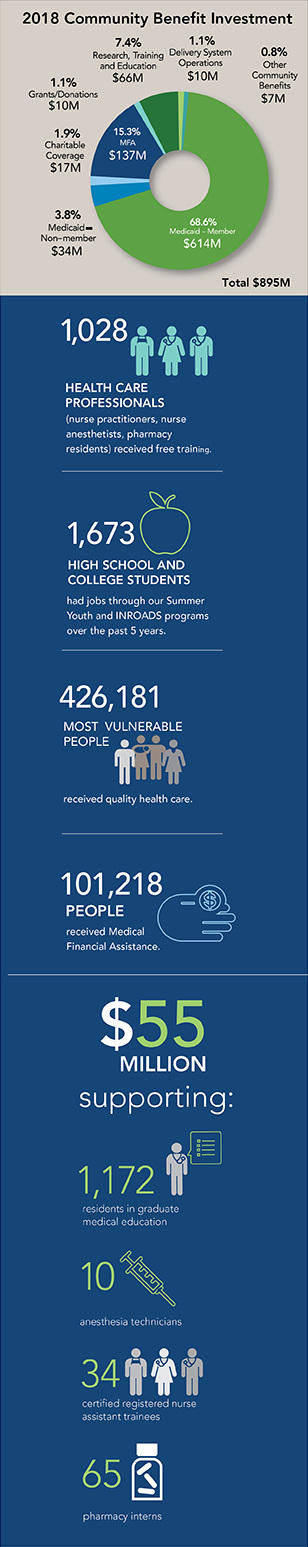 2018 Community Benefit Investment
7.4%
Research, Training
and Education
$66M
1.1%
Delivery System
Operations
$10M
0.8%
Other
Community
Benefits
$7M
1.1%
Grants/Donations
$10M
1.9%
Charitable
Coverage
$17M
15.3%
MFA
$137M
3.8%
Medicaid–
Non–member
$34M
68.6%
Medicaid – Member
$614M
Total $895M
1,028
HEALTH CARE
PROFESSIONALS
(nurse practitioners, nurse
anesthetists, pharmacy
residents) received free training.
1,673
HIGH SCHOOL AND
COLLEGE STUDENTS
had jobs through our Summer
Youth and INROADS programs
over the past 5 years.
426,181
MOST VULNERABLE
PEOPLE
received quality health care.
101,218
PEOPLE
$
received Medical
Financial Assistance.
$55
MILLION
supporting:
1,172
residents in graduate
medical education
10
anesthesia technicians
34
certified registered nurse
assistant trainees
65
pharmacy interns